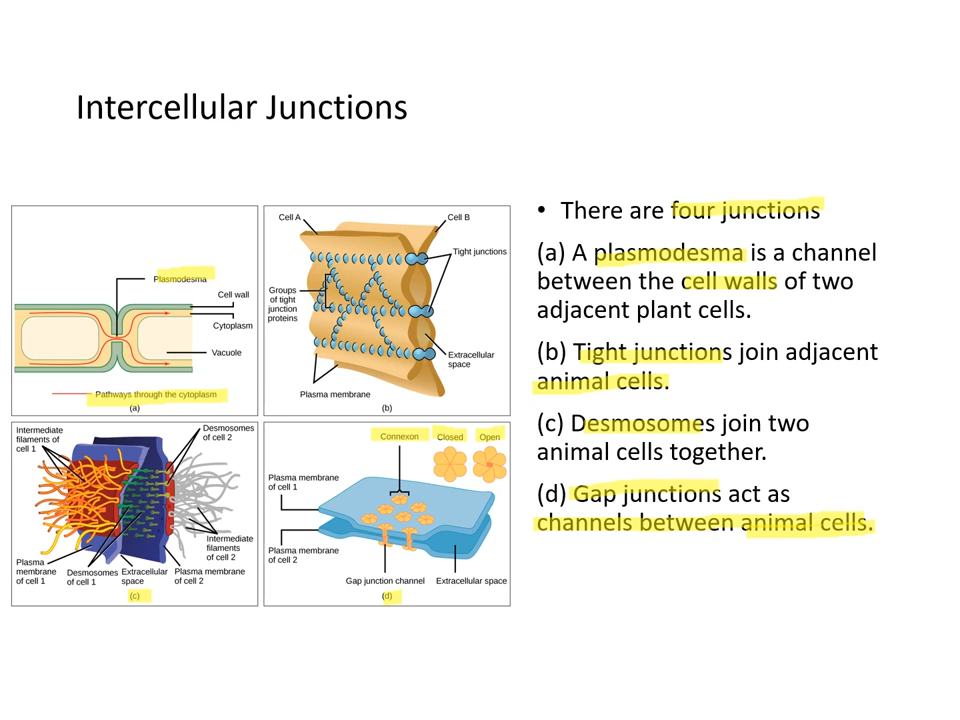 Intercellular Junctions
Plasmodesma
Cell wall
Cytoplasm
Vacuole
Pathways through the cytoplasm
(a)
Cell A
Cell B
Tight junctions
Groups
of tight
junction
proteins
Extracellular
space
Plasma membrane
(b)
Intermediate
filaments of
cell 1
Desmosomes
of cell 2
Intermediate
filaments
of cell 2
Plasma
membrane
of cell 1
Desmosomes
of cell 1
Extracellular
space
Plasma membrane
of cell 2
(c)
Connexon
Closed
Open
Plasma membrane
of cell 1
Plasma membrane
of cell 2
Gap junction channel
Extracellular space
(d)
• There are four junctions
(a) A plasmodesma is a channel
between the cell walls of two
adjacent plant cells.
(b) Tight junctions join adjacent
animal cells.
(c) Desmosomes join two
animal cells together.
(d) Gap junctions act as
channels between animal cells.